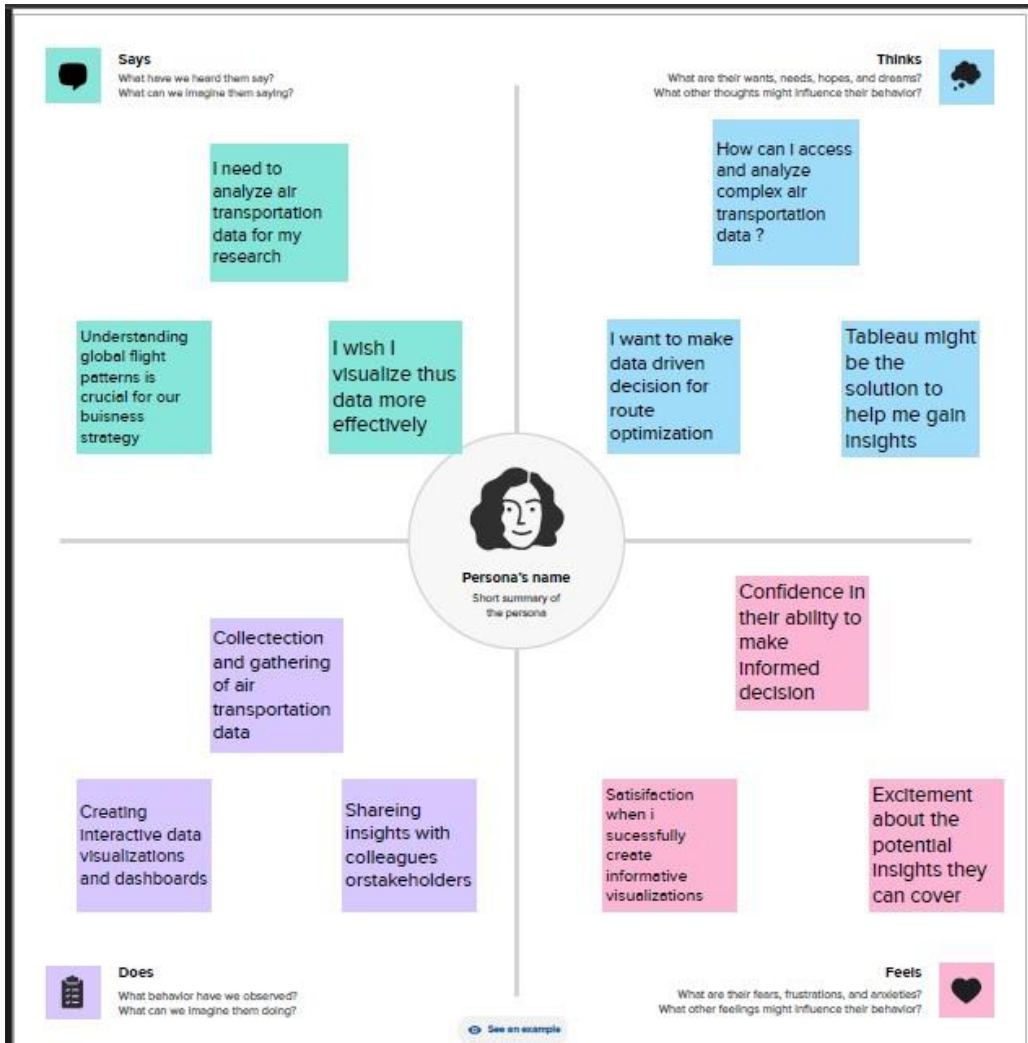 Says
What have we heard them say?
What can we imagine them saying?
Thinks
What are their wants, needs, hopes, and dreams?
What other thoughts might influence their behavior?
I need to
analyze air
transportation
data for my
research
Understanding
global flight
patterns is
crucial for our
buisness
strategy
I wish I
visualize thus
data more
effectively
How can I access
and analyze
complex air
transportation
data ?
I want to make
data driven
decision for
route
optimization
Tableau might
be the
solution to
help me gain
insights
Persona's name
Short summary of
the persona
Collectection
and gathering
of air
transportation
data
Creating
interactive data
visualizations
and dashboards
Shareing
insights with
colleagues
orstakeholders
Confidence in
their ability to
make
informed
decision
Satisifaction
when i
sucessfully
create
informative
visualizations
Excitement
about the
potential
insights they
can cover
Does
What behavior have we observed?
What can we imagine them doing?
Feels
What are their fears, frustrations, and anxieties?
What other feelings might influence their behavior?
See an example